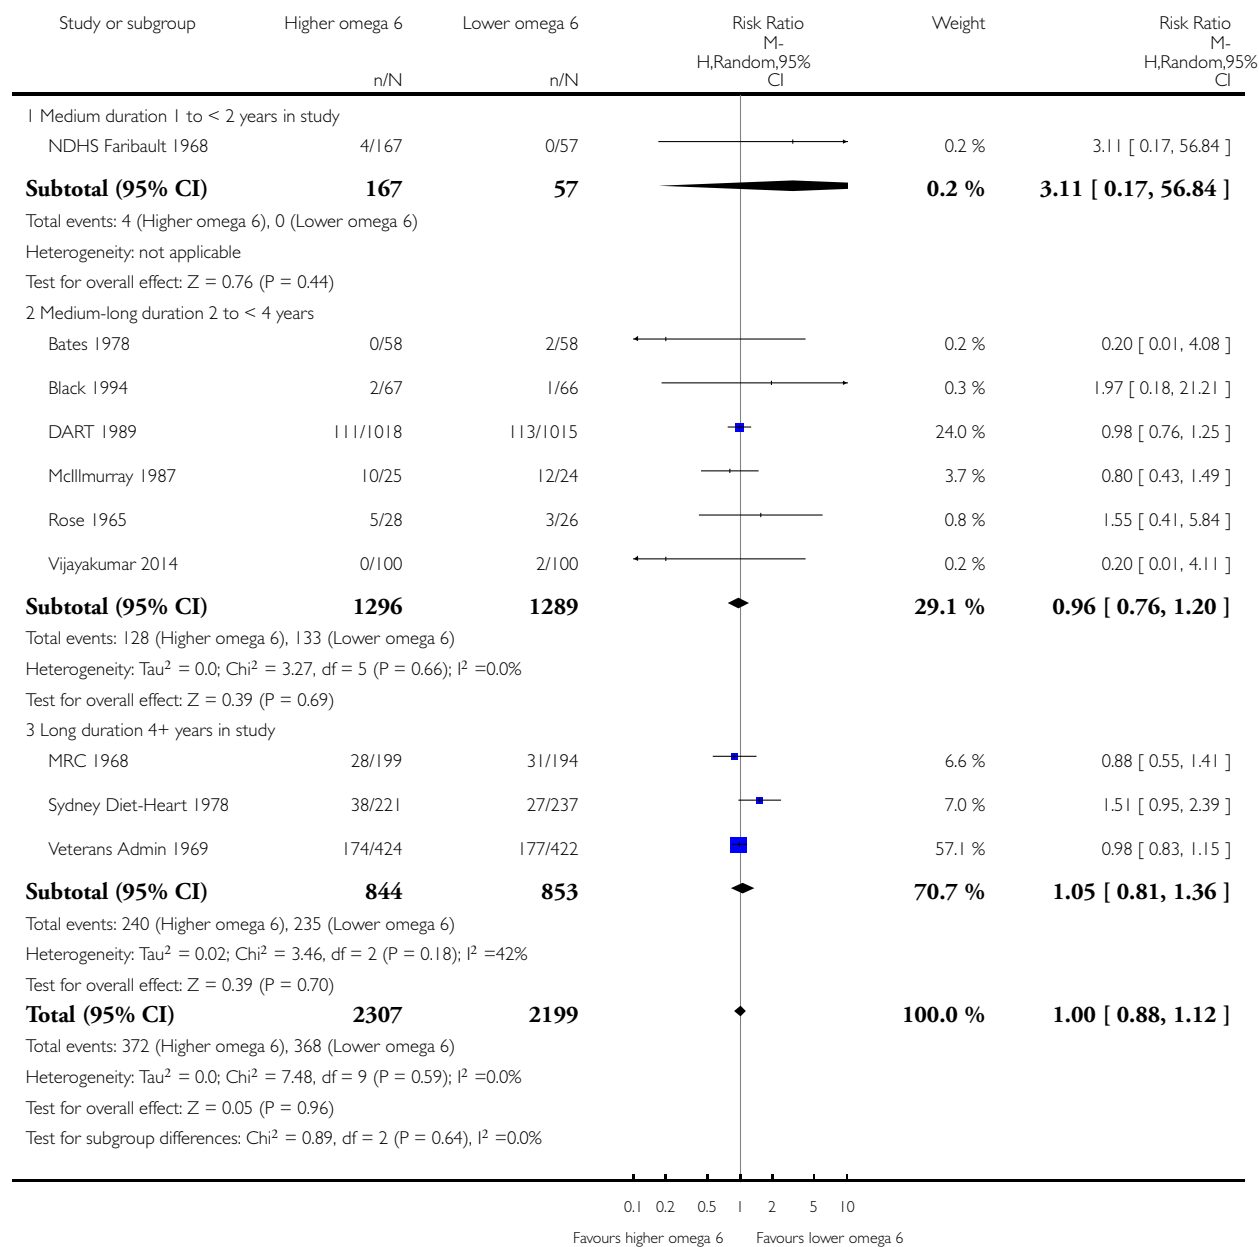 Study or subgroup Higher omega 6 Lower omega 6 Risk Ratio Weight Risk Ratio
M- M-
H,Random,95% H,Random,95%
n/N n/N CI CI
1 Medium duration 1 to < 2 years in study
NDHS Faribault 1968 4/167 0/57 0.2 % 3.11 [ 0.17, 56.84 ]
Subtotal (95% CI) 167 57 0.2 % 3.11 [ 0.17, 56.84 ]
Total events: 4 (Higher omega 6), 0 (Lower omega 6)
Heterogeneity: not applicable
Test for overall effect: Z = 0.76 (P = 0.44)
2 Medium-long duration 2 to < 4 years
Bates 1978 0/58 2/58 0.2 % 0.20 [ 0.01, 4.08 ]
Black 1994 2/67 1/66 0.3 % 1.97 [ 0.18, 21.21 ]
DART 1989 111/1018 113/1015 24.0 % 0.98 [ 0.76, 1.25 ]
McIllmurray 1987 10/25 12/24 3.7 % 0.80 [ 0.43, 1.49 ]
Rose 1965 5/28 3/26 0.8 % 1.55 [ 0.41, 5.84 ]
Vijayakumar 2014 0/100 2/100 0.2 % 0.20 [ 0.01, 4.11 ]
Subtotal (95% CI) 1296 1289 29.1 % 0.96 [ 0.76, 1.20 ]
Total events: 128 (Higher omega 6), 133 (Lower omega 6)
Heterogeneity: Tau² = 0.0; Chi² = 3.27, df = 5 (P = 0.66); I² =0.0%
Test for overall effect: Z = 0.39 (P = 0.69)
3 Long duration 4+ years in study
MRC 1968 28/199 31/194 6.6 % 0.88 [ 0.55, 1.41 ]
Sydney Diet-Heart 1978 38/221 27/237 7.0 % 1.51 [ 0.95, 2.39 ]
Veterans Admin 1969 174/424 177/422 57.1 % 0.98 [ 0.83, 1.15 ]
Subtotal (95% CI) 844 853 70.7 % 1.05 [ 0.81, 1.36 ]
Total events: 240 (Higher omega 6), 235 (Lower omega 6)
Heterogeneity: Tau² = 0.02; Chi² = 3.46, df = 2 (P = 0.18); I² =42%
Test for overall effect: Z = 0.39 (P = 0.70)
Total (95% CI) 2307 2199 100.0 % 1.00 [ 0.88, 1.12 ]
Total events: 372 (Higher omega 6), 368 (Lower omega 6)
Heterogeneity: Tau² = 0.0; Chi² = 7.48, df = 9 (P = 0.59); I² =0.0%
Test for overall effect: Z = 0.05 (P = 0.96)
Test for subgroup differences: Chi² = 0.89, df = 2 (P = 0.64), I² =0.0%
0.1 0.2 0.5 1 2 5 10
Favours higher omega 6 Favours lower omega 6